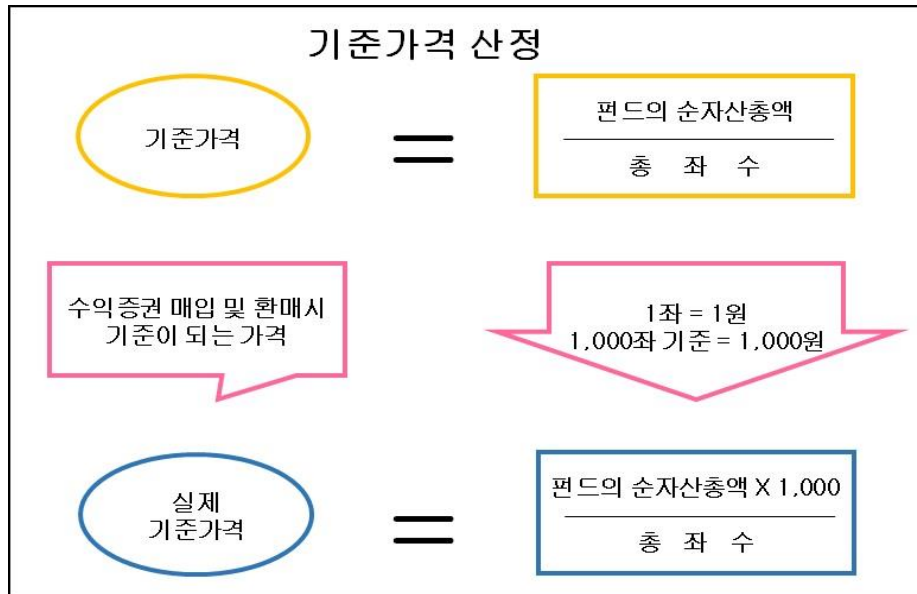 기준가격 산정
기준가격
=
펀드의 순자산총액
총 좌 수
수익증권 매입 및 환매시
기준이 되는 가격
1좌 = 1원
1,000좌 기준 = 1,000원
실제
기준가격
=
펀드의 순자산총액 X 1,000
총 좌 수